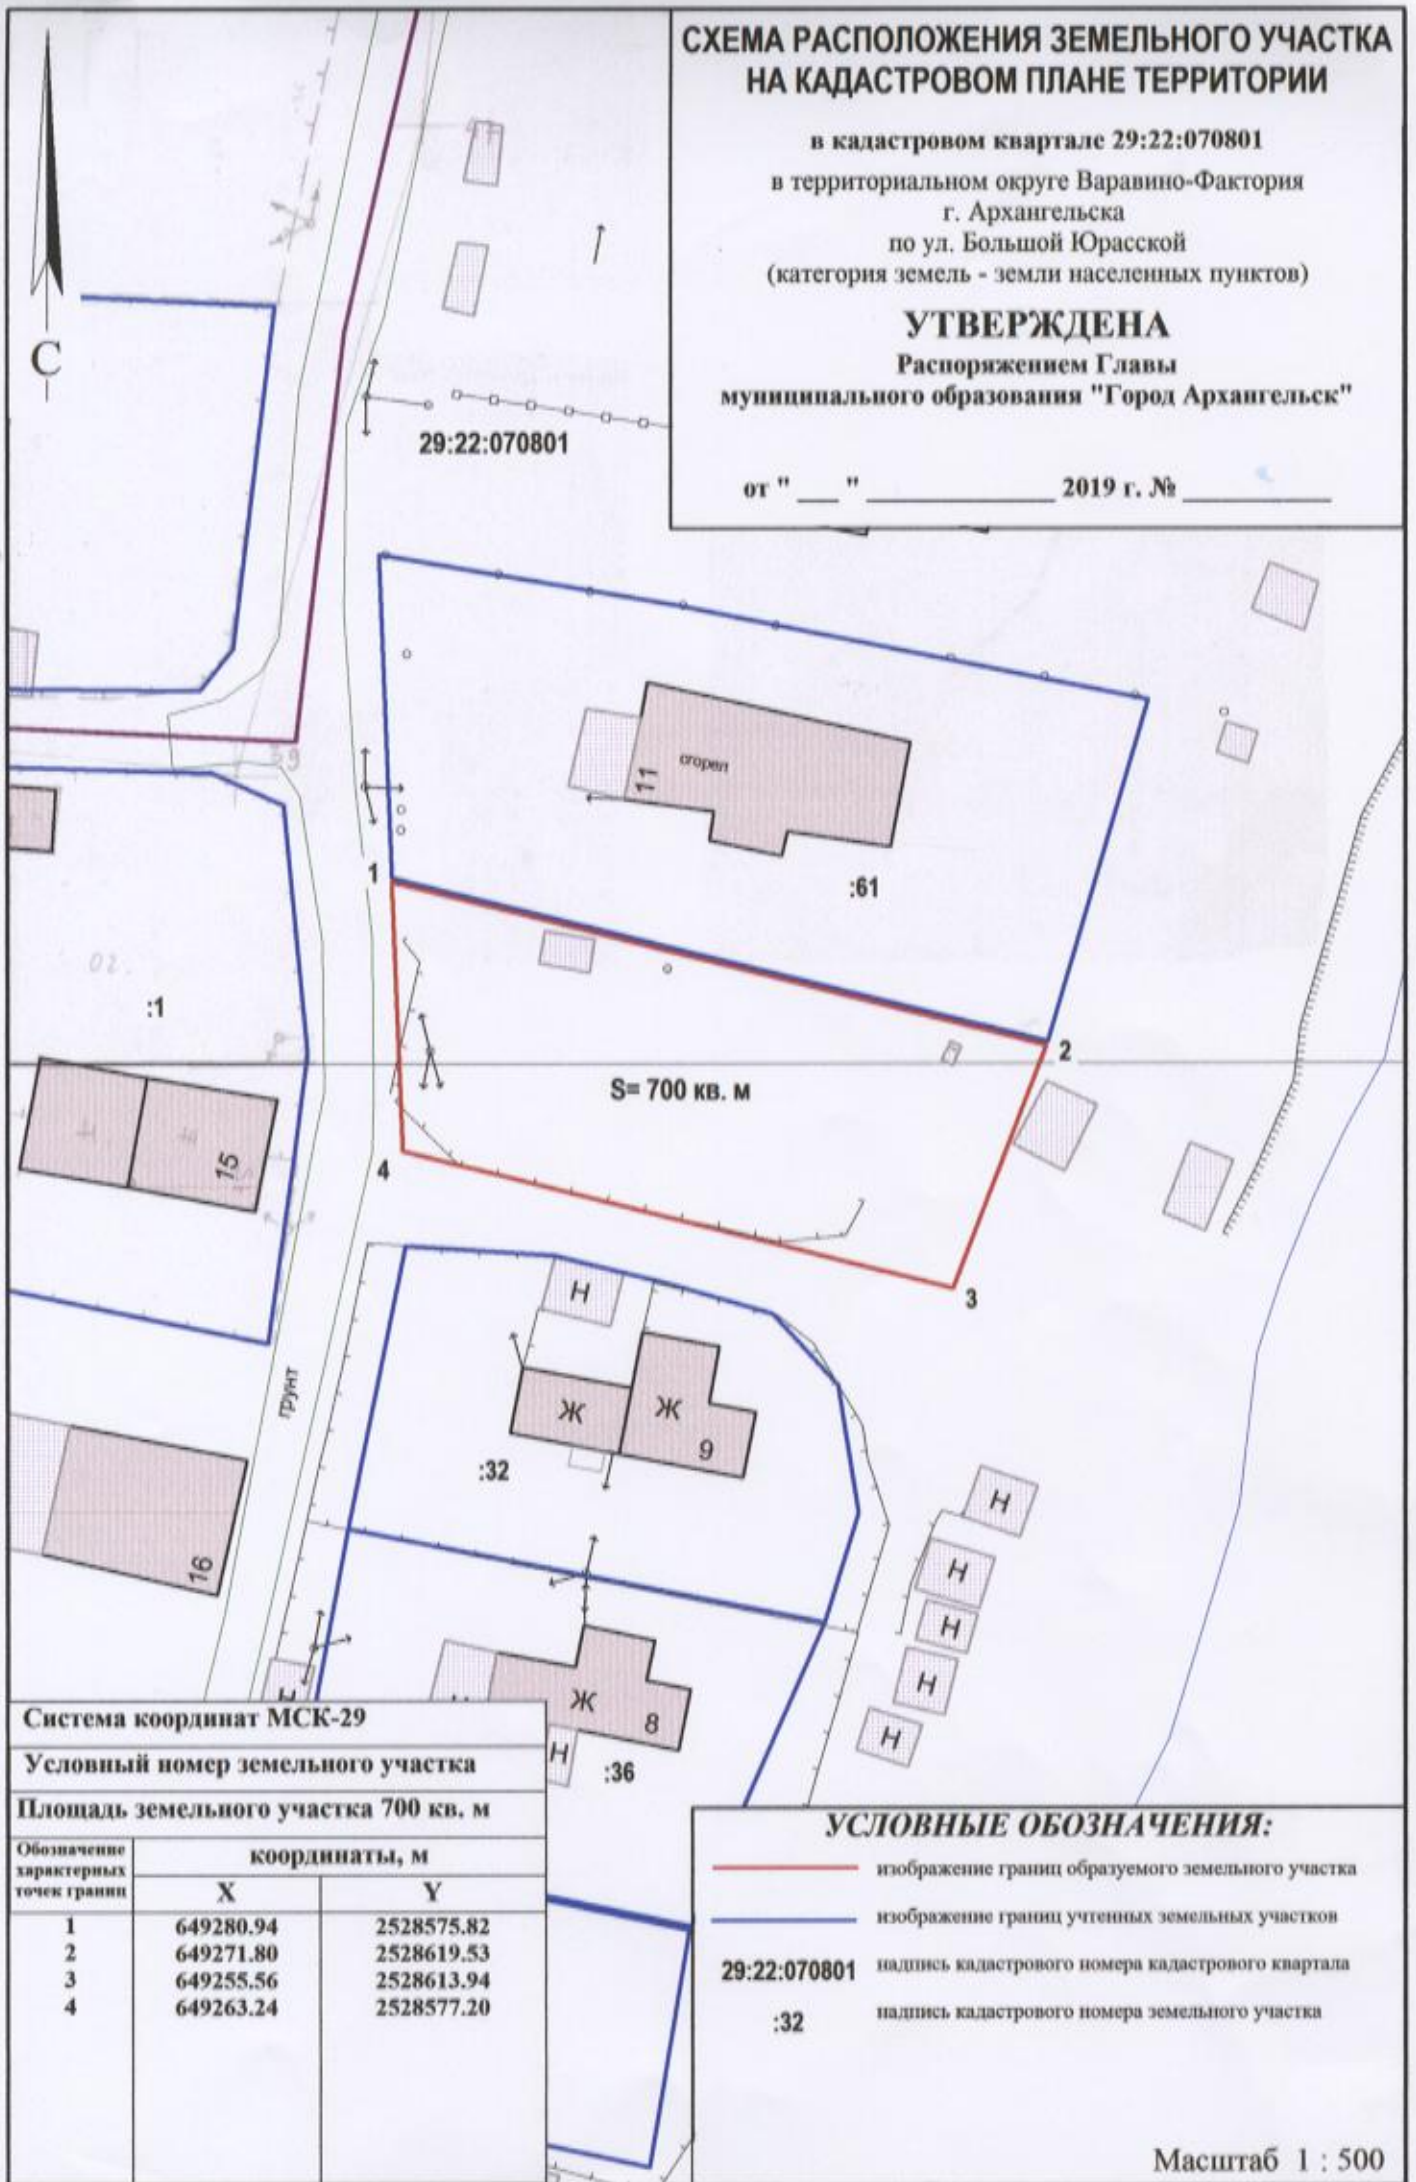 СХЕМА РАСПОЛОЖЕНИЯ ЗЕМЕЛЬНОГО УЧАСТКА
НА КАДАСТРОВОМ ПЛАНЕ ТЕРРИТОРИИ
в кадастровом квартале 29:22:070801
в территориальном округе Варавино-Фактория
г. Архангельска
по ул. Большой Юрасской
(категория земель - земли населенных пунктов)
УТВЕРЖДЕНА
Распоряжением Главы
муниципального образования "Город Архангельск"
от " ___ " ______________ 2019 г. № ___________
С
29:22:070801
сгорел
11
:61
1
:1
2
S= 700 кв. м
15
4
3
Н
грунт
Ж
Ж
9
:32
16
Н
Н
Н
Н
Н
Ж
8
Н
:36
Система координат МСК-29
Условный номер земельного участка
Площадь земельного участка 700 кв. м
Обозначение характерных точек границ
координаты, м
X Y
1 649280.94 2528575.82
2 649271.80 2528619.53
3 649255.56 2528613.94
4 649263.24 2528577.20
УСЛОВНЫЕ ОБОЗНАЧЕНИЯ:
изображение границ образуемого земельного участка
изображение границ учтенных земельных участков
29:22:070801 надпись кадастрового номера кадастрового квартала
:32 надпись кадастрового номера земельного участка
Масштаб 1 : 500